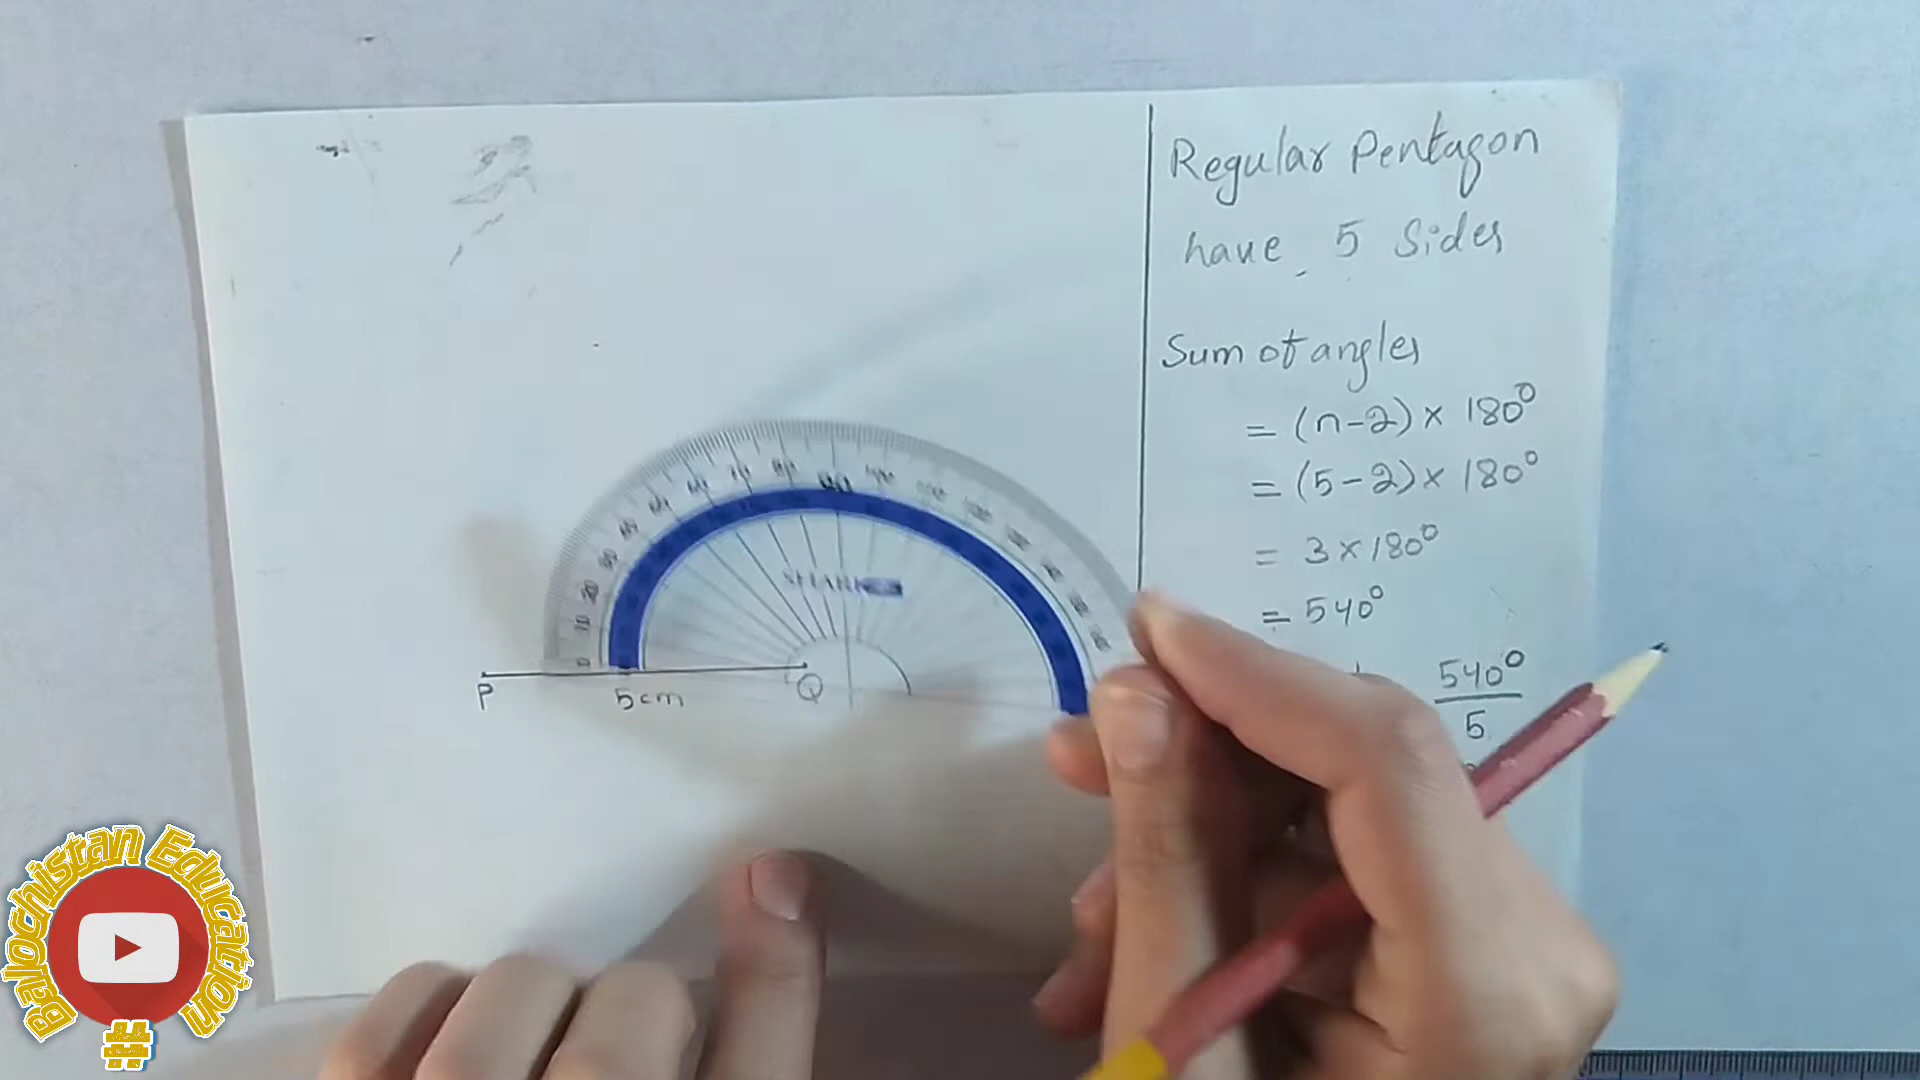 Regular Pentagon
have 5 Sides
Sum of angles
= (n-2) × 180°
= (5-2) × 180°
= 3 × 180°
= 540°
540°
5
P
5cm
Q
SHARK
Balochistan Education
#